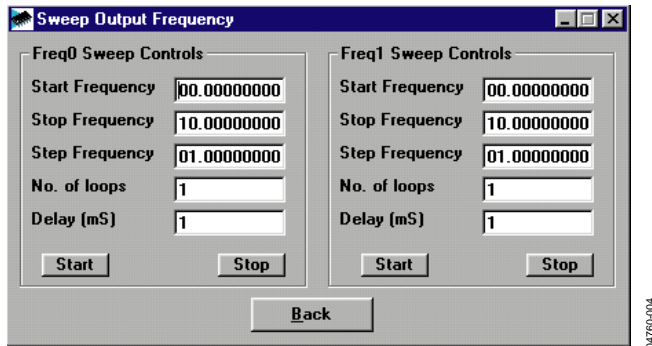 Sweep Output Frequency
Freq0 Sweep Controls
Start Frequency 00.00000000
Stop Frequency 10.00000000
Step Frequency 01.00000000
No. of loops 1
Delay (mS) 1
Start Stop
Freq1 Sweep Controls
Start Frequency 00.00000000
Stop Frequency 10.00000000
Step Frequency 01.00000000
No. of loops 1
Delay (mS) 1
Start Stop
Back
04760-004